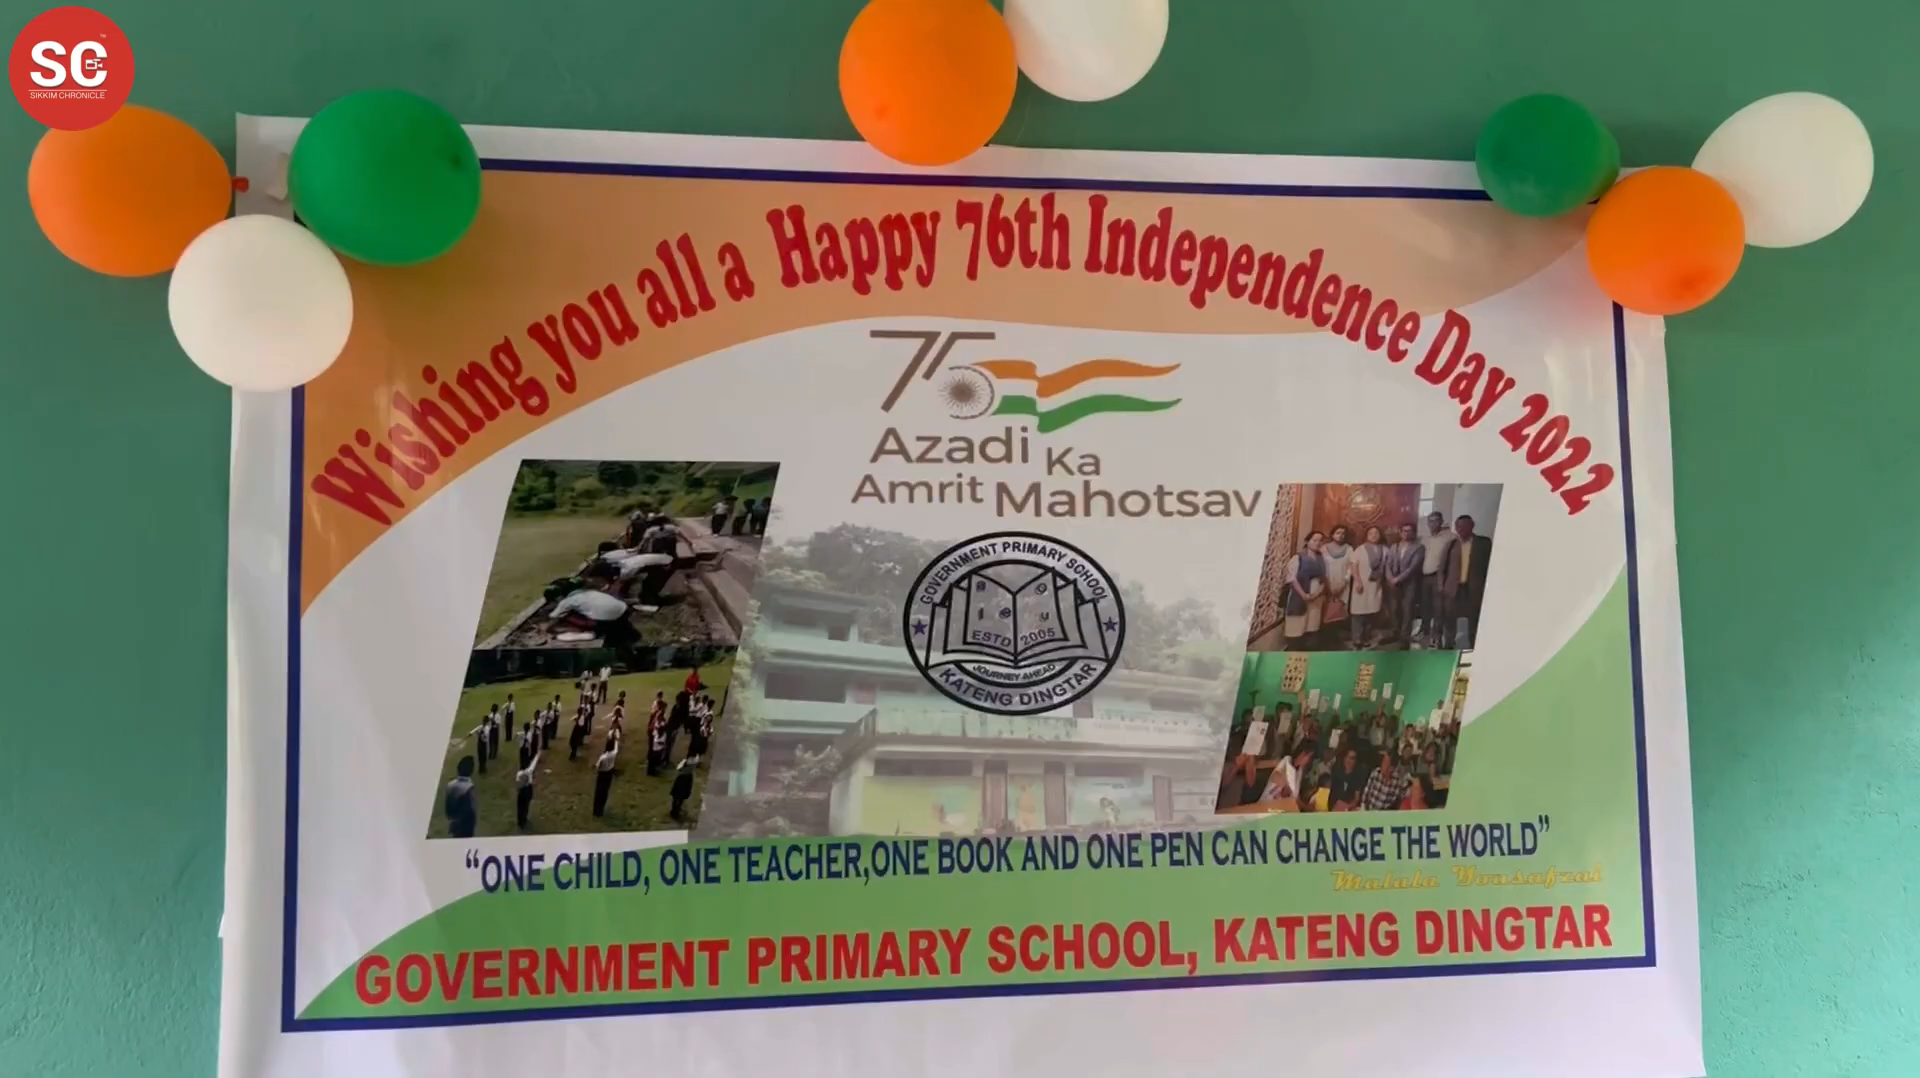 SC
SIKKIM CHRONICLE
Wishing you all a Happy 76th Independence Day 2022
75
Azadi Ka
Amrit Mahotsav
GOVERNMENT PRIMARY SCHOOL
ESTD 2005
JOURNEY AHEAD
KATENG DINGTAR
“ONE CHILD, ONE TEACHER,ONE BOOK AND ONE PEN CAN CHANGE THE WORLD”
Malala Yousafzai
GOVERNMENT PRIMARY SCHOOL, KATENG DINGTAR